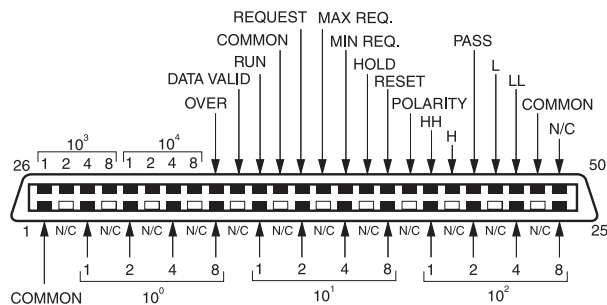 REQUEST MAX REQ.
COMMON MIN REQ. PASS
RUN HOLD L
DATA VALID RESET LL
OVER POLARITY COMMON
HH
H N/C
10³ 10⁴
26 1 2 4 8 1 2 4 8 50
1 N/C N/C N/C N/C N/C N/C N/C N/C N/C N/C N/C N/C 25
1 2 4 8 1 2 4 8 1 2 4 8
COMMON 10⁰ 10¹ 10²